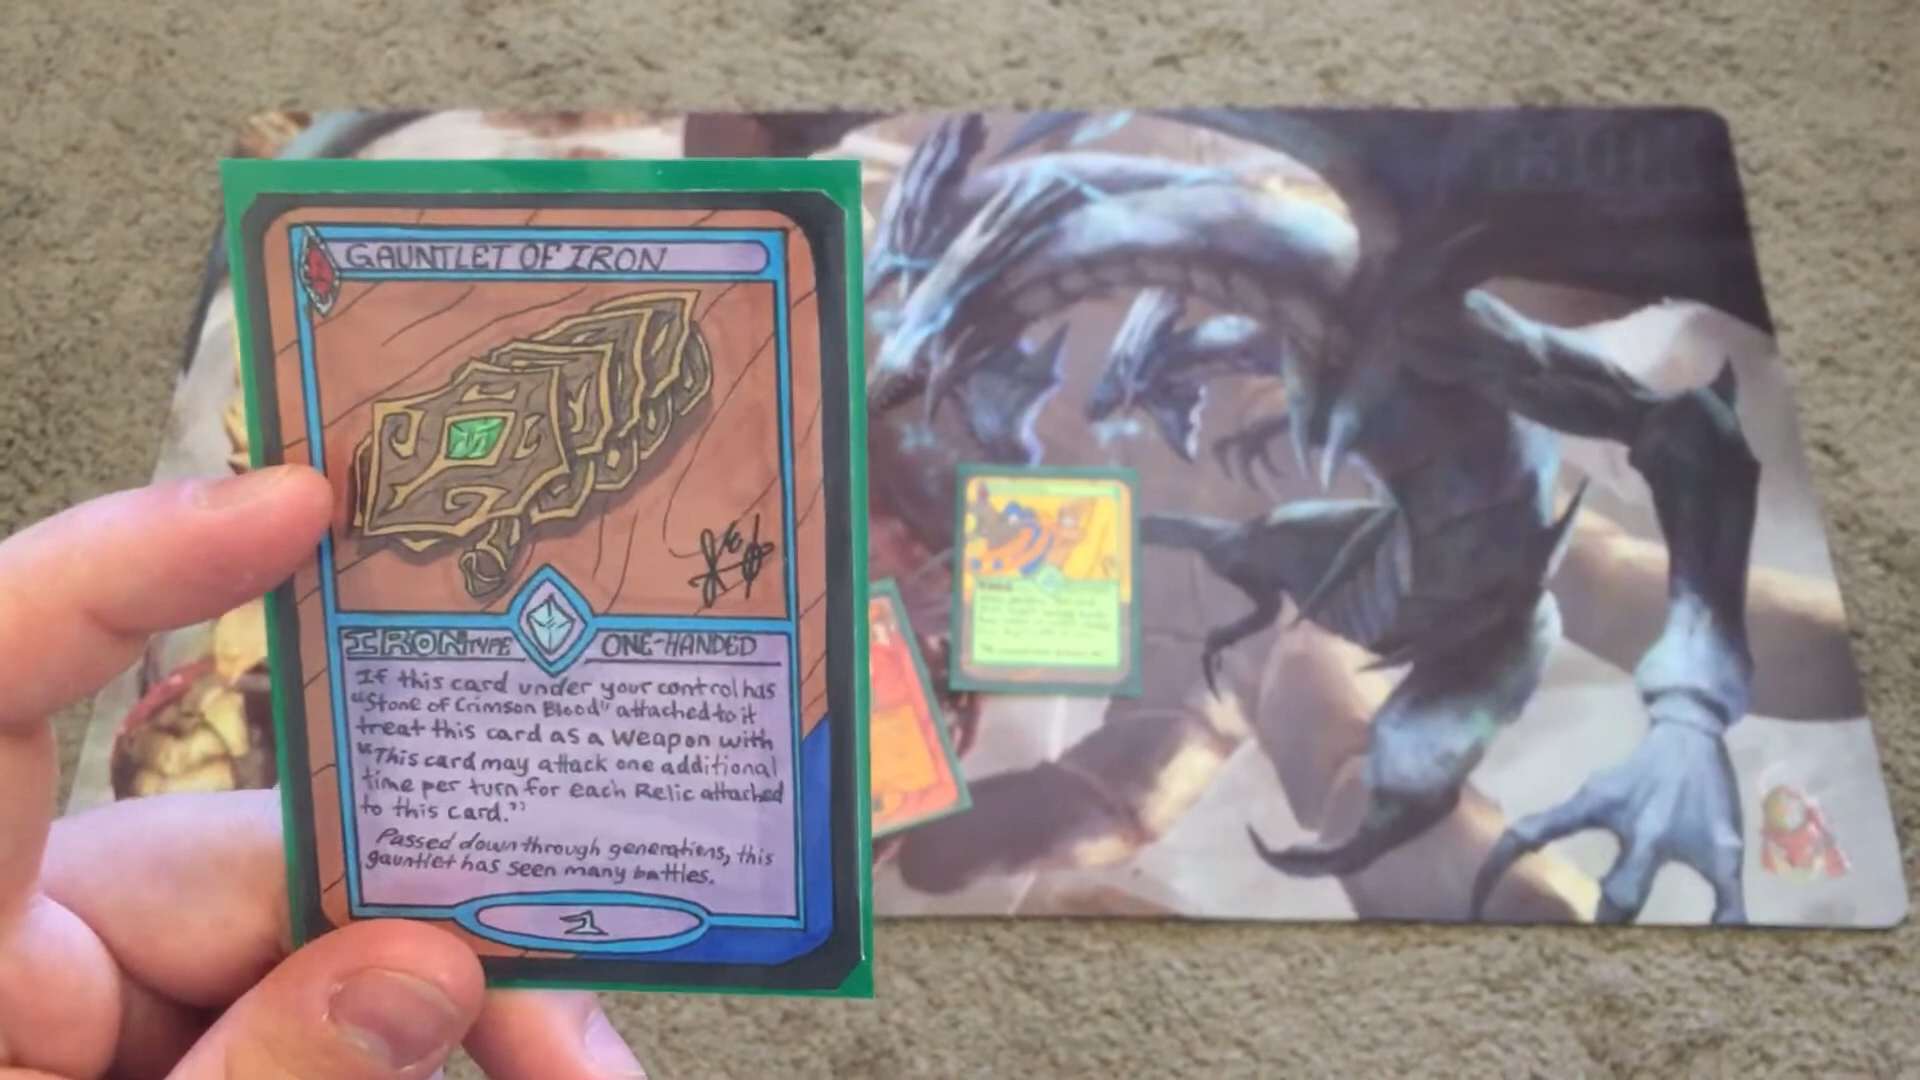 GAUNTLET OF IRON
IRON TYPE ONE-HANDED
If this card under your control has
"Stone of Crimson Blood" attached to it
treat this card as a Weapon with
"This card may attack one additional
time per turn for each Relic attached
to this card."
Passed down through generations, this
gauntlet has seen many battles.
1